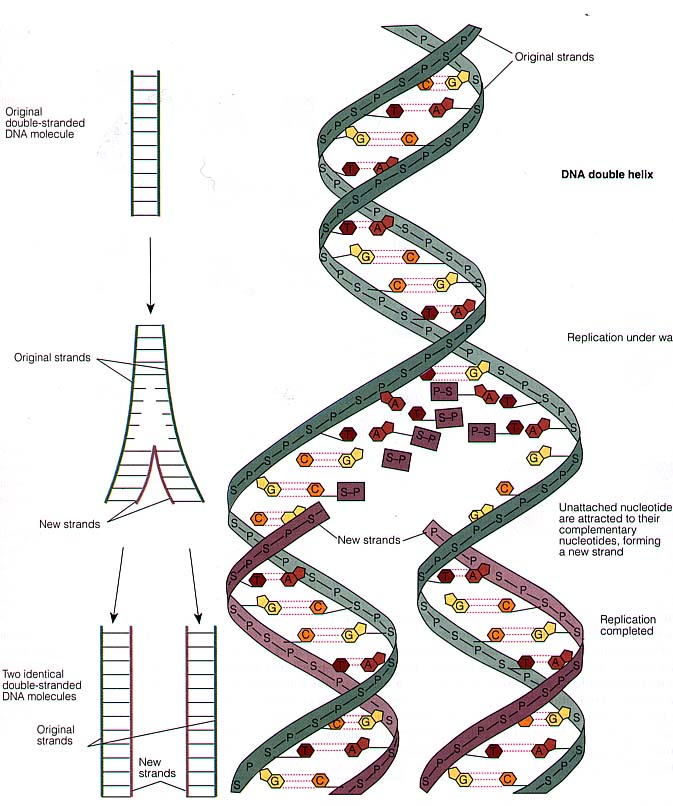 Original
double-stranded
DNA molecule
Original strands
New strands
Two identical
double-stranded
DNA molecules
Original
strands
New
strands
Original strands
DNA double helix
Replication under wa
Unattached nucleotide
are attracted to their
complementary
nucleotides, forming
a new strand
New strands
Replication
completed
C G
T A
G C
T A
T A
G C
C G
T A
G
P–S
A A T
T S–P
T A S–P P–S T A
C G S–P G
G C S–P C
C G G
T A T A
G C G C
C G C G
T A T A
C G C G
T A T A
G C G C